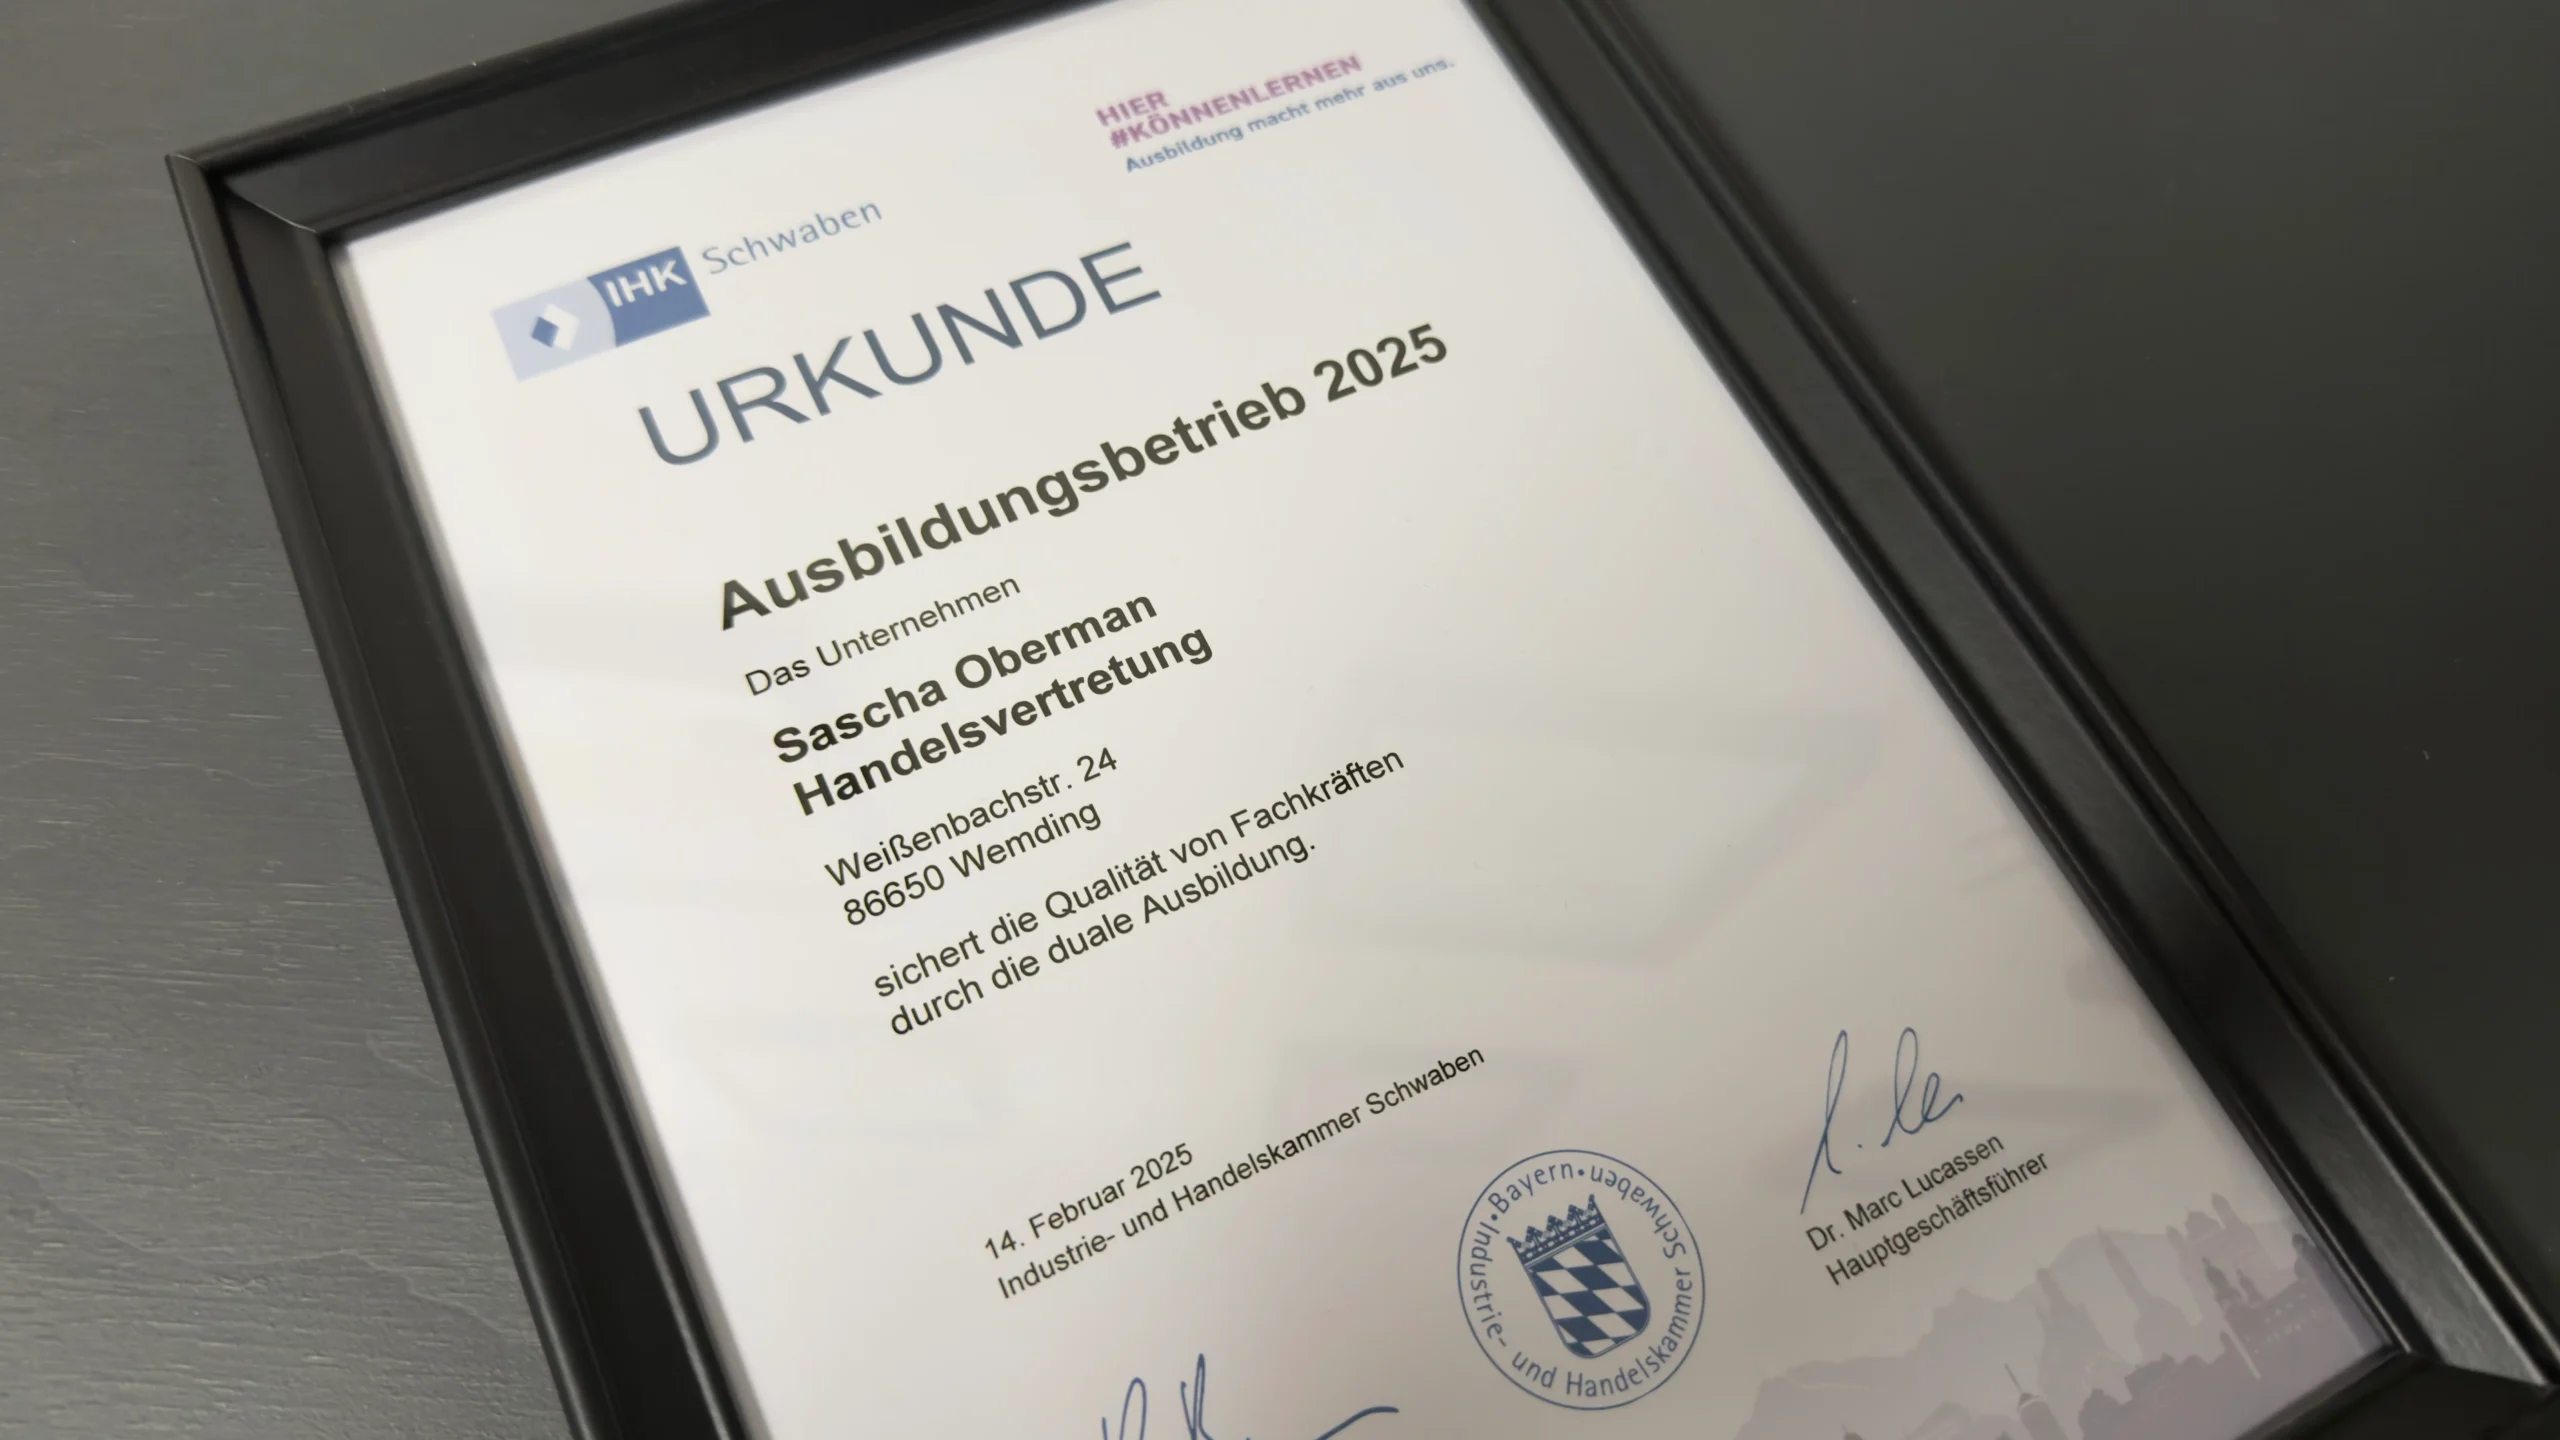 HIER
#KÖNNENLERNEN
Ausbildung macht mehr aus uns.
IHK Schwaben
URKUNDE
Ausbildungsbetrieb 2025
Das Unternehmen
Sascha Oberman
Handelsvertretung
Weißenbachstr. 24
86650 Wemding
sichert die Qualität von Fachkräften
durch die duale Ausbildung.
14. Februar 2025
Industrie- und Handelskammer Schwaben
Industrie- und Handelskammer Schwaben • Bayern •
Dr. Marc Lucassen
Hauptgeschäftsführer